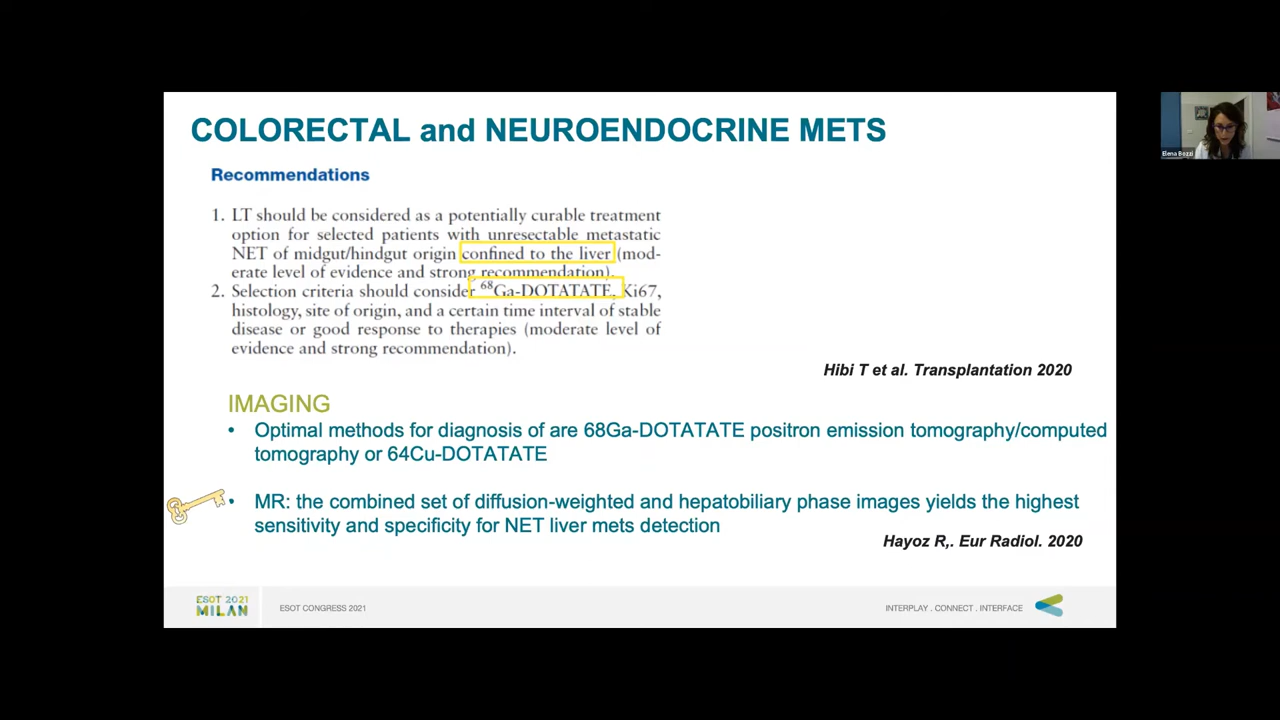 COLORECTAL and NEUROENDOCRINE METS
Recommendations
1. LT should be considered as a potentially curable treatment
option for selected patients with unresectable metastatic
NET of midgut/hindgut origin confined to the liver (mod-
erate level of evidence and strong recommendation).
2. Selection criteria should consider ⁶⁸Ga-DOTATATE, Ki67,
histology, site of origin, and a certain time interval of stable
disease or good response to therapies (moderate level of
evidence and strong recommendation).
Hibi T et al. Transplantation 2020
IMAGING
• Optimal methods for diagnosis of are 68Ga-DOTATATE positron emission tomography/computed
tomography or 64Cu-DOTATATE
• MR: the combined set of diffusion-weighted and hepatobiliary phase images yields the highest
sensitivity and specificity for NET liver mets detection
Hayoz R,. Eur Radiol. 2020
ESOT 2021
MILAN
ESOT CONGRESS 2021
INTERPLAY . CONNECT . INTERFACE
Elena Bozzi